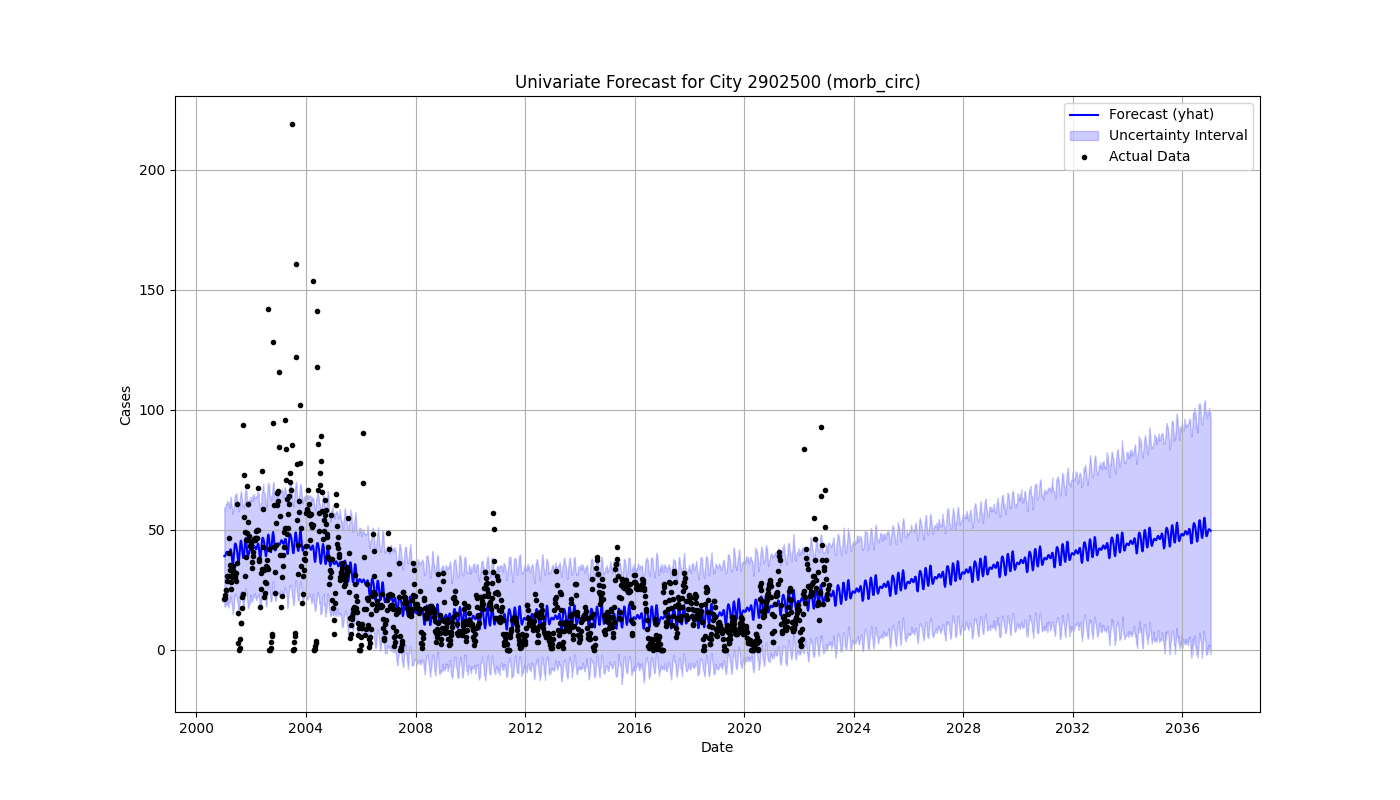 Univariate Forecast for City 2902500 (morb_circ)
Forecast (yhat)
Uncertainty Interval
Actual Data
200
150
100
50
0
Cases
2000 2004 2008 2012 2016 2020 2024 2028 2032 2036
Date